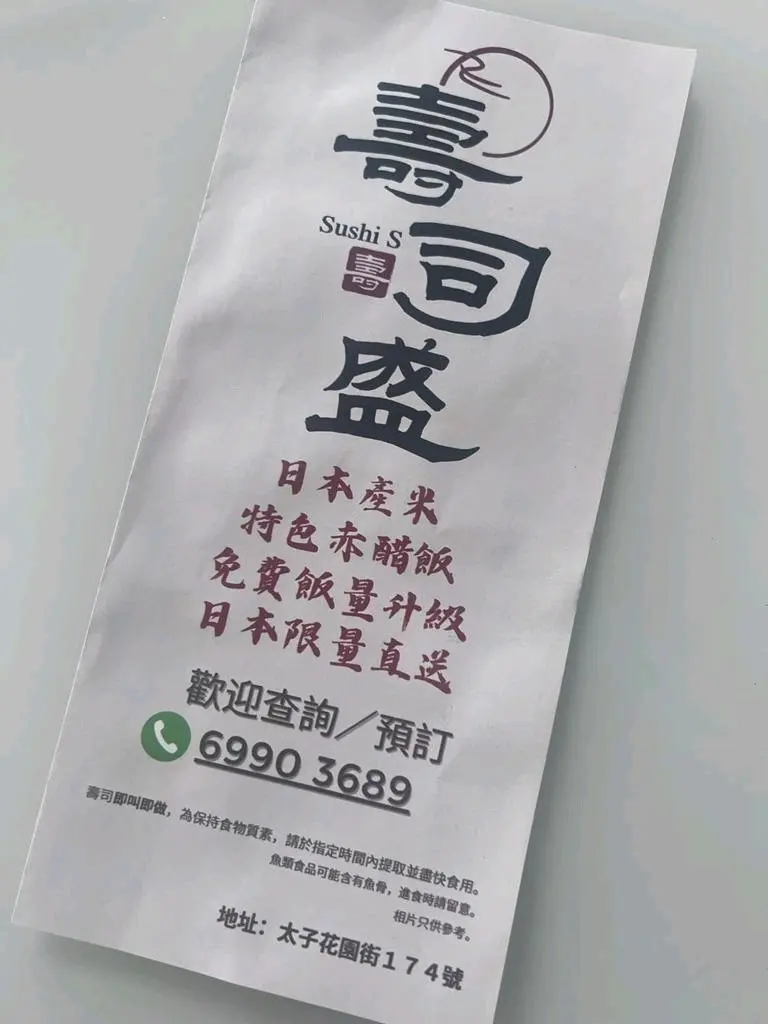 壽司盛
Sushi S
壽
日本產米
特色赤醋飯
免費飯量升級
日本限量直送
歡迎查詢／預訂
6990 3689
壽司即叫即做，為保持食物質素，請於指定時間內提取並盡快食用。
魚類食品可能含有魚骨，進食時請留意。
相片只供參考。
地址：太子花園街１７４號